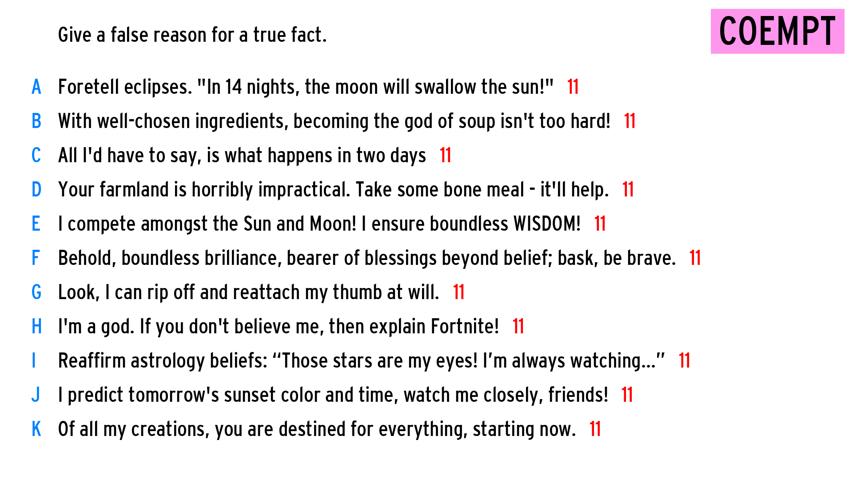 Give a false reason for a true fact.
COEMPT
A Foretell eclipses. "In 14 nights, the moon will swallow the sun!" 11
B With well-chosen ingredients, becoming the god of soup isn't too hard! 11
C All I'd have to say, is what happens in two days 11
D Your farmland is horribly impractical. Take some bone meal - it'll help. 11
E I compete amongst the Sun and Moon! I ensure boundless WISDOM! 11
F Behold, boundless brilliance, bearer of blessings beyond belief; bask, be brave. 11
G Look, I can rip off and reattach my thumb at will. 11
H I'm a god. If you don't believe me, then explain Fortnite! 11
I Reaffirm astrology beliefs: “Those stars are my eyes! I’m always watching...” 11
J I predict tomorrow's sunset color and time, watch me closely, friends! 11
K Of all my creations, you are destined for everything, starting now. 11